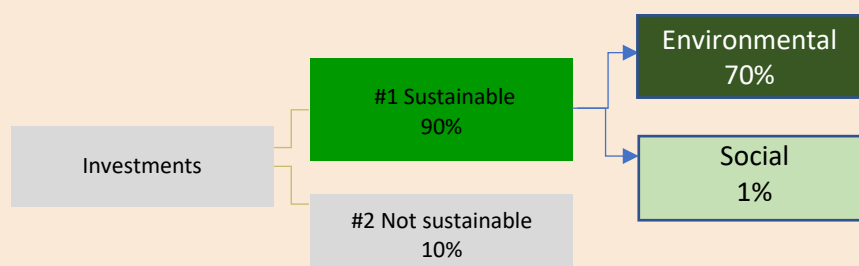 Investments
#1 Sustainable
90%
#2 Not sustainable
10%
Environmental
70%
Social
1%